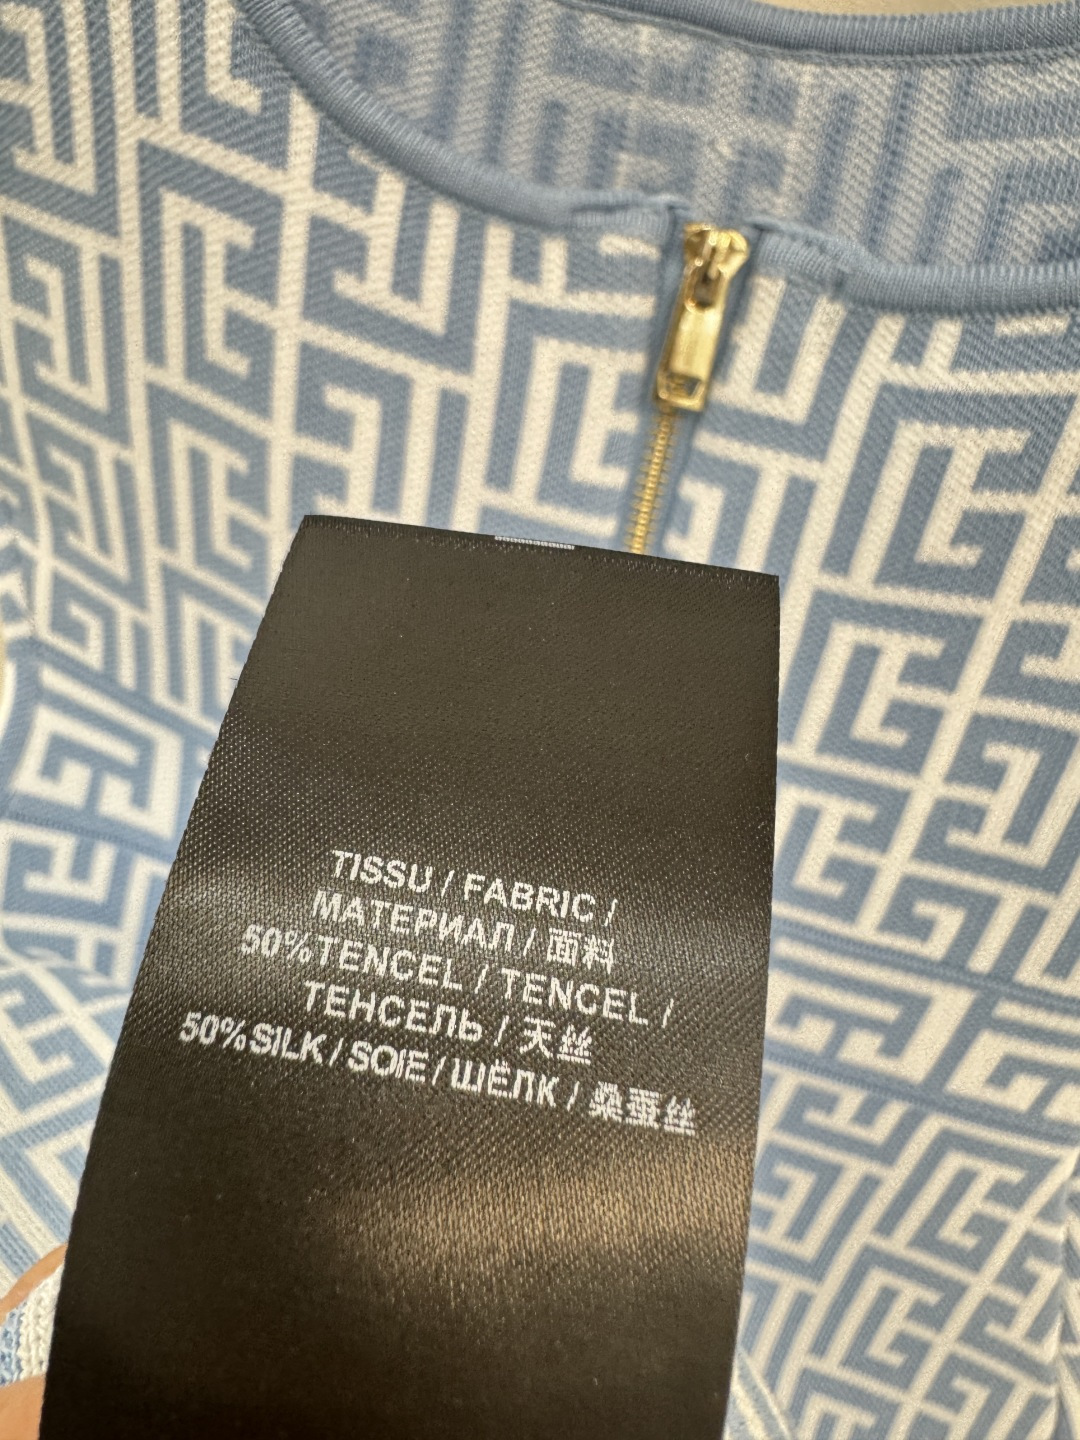 TISSU / FABRIC /
МАТЕРИАЛ / 面料
50%TENCEL / TENCEL /
ТЕНСЕЛЬ / 天丝
50%SILK / SOIE / ШЁЛК / 桑蚕丝